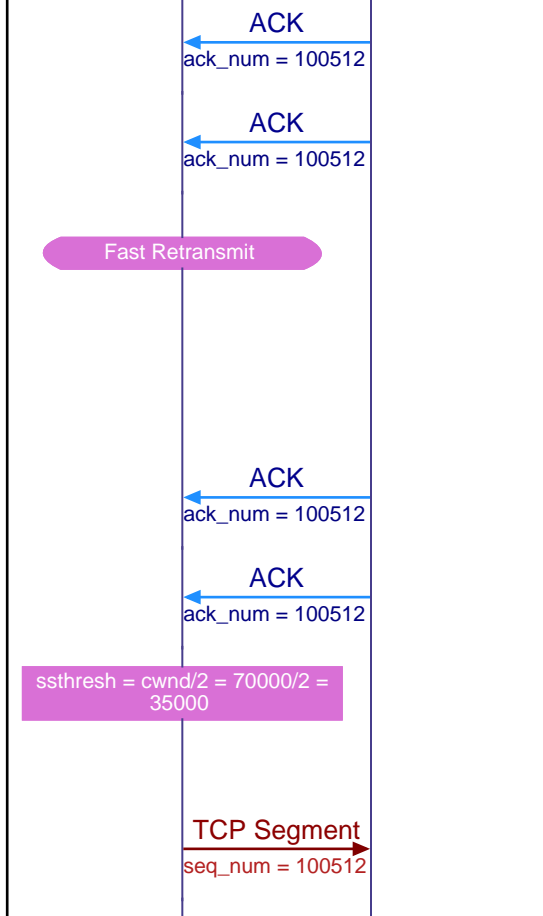 ACK
ack_num = 100512
ACK
ack_num = 100512
Fast Retransmit
ACK
ack_num = 100512
ACK
ack_num = 100512
ssthresh = cwnd/2 = 70000/2 =
35000
TCP Segment
seq_num = 100512